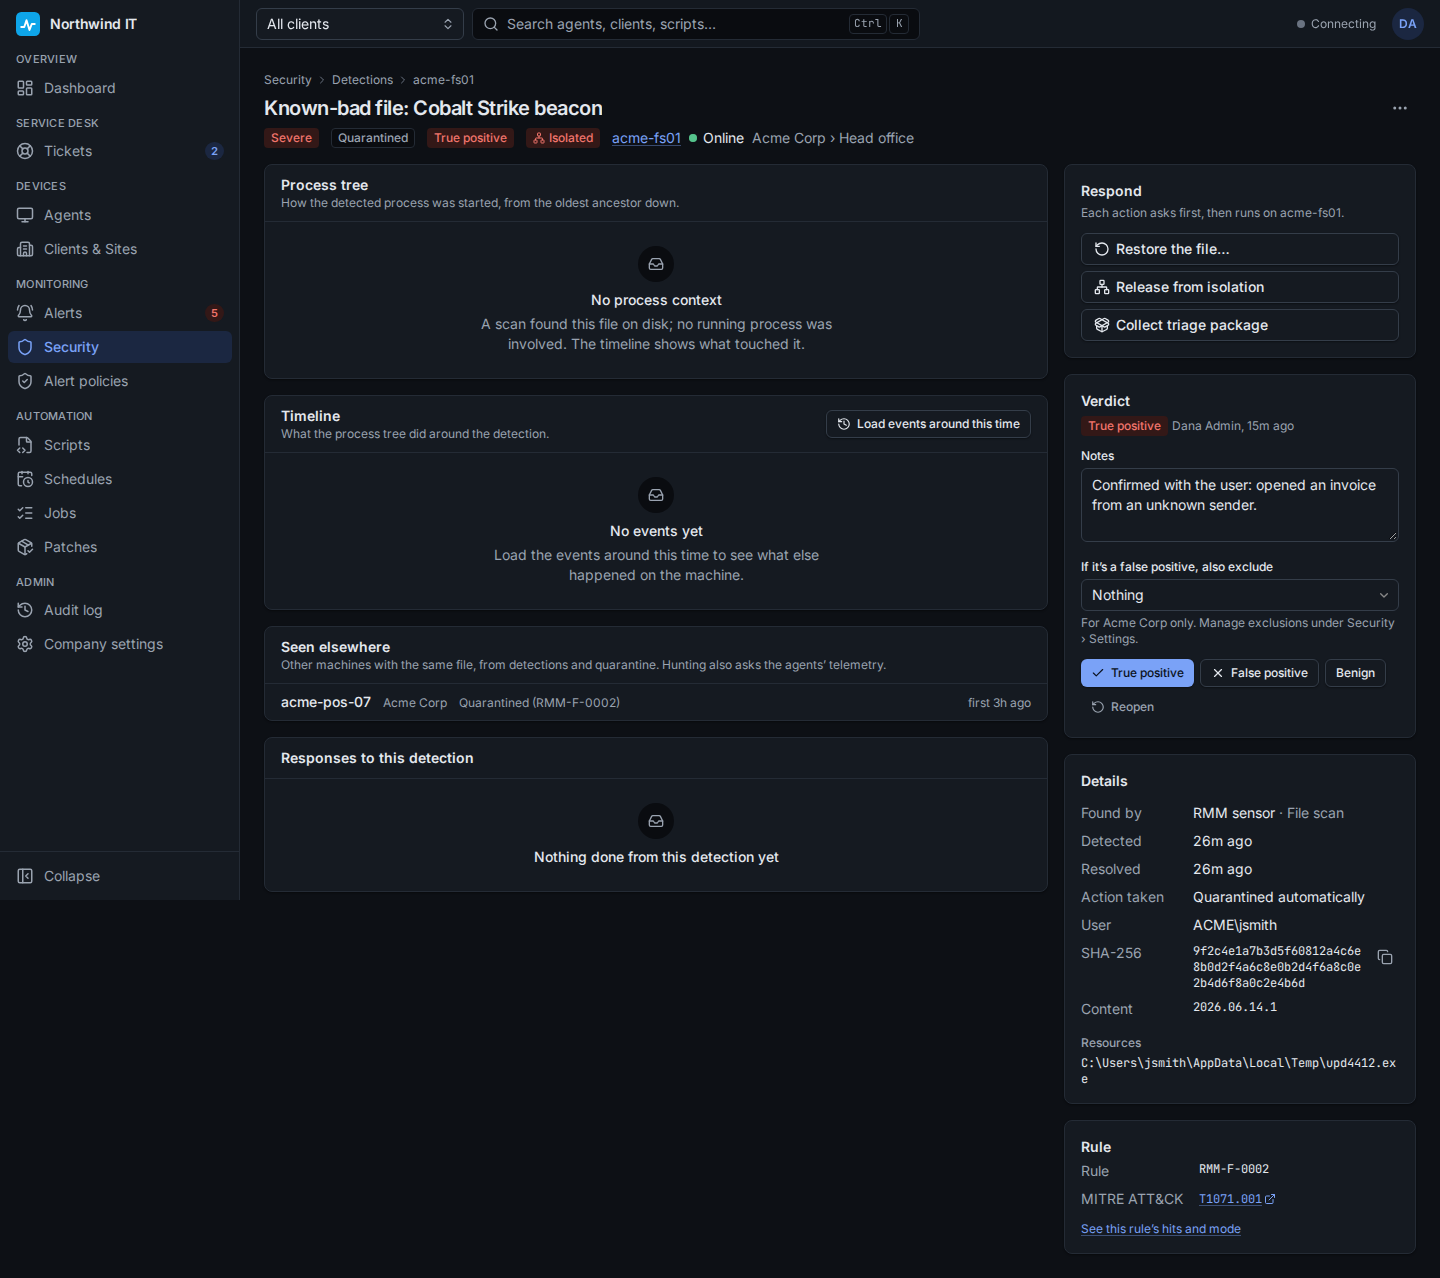 Northwind IT
All clients
Search agents, clients, scripts...
Ctrl K
Connecting
DA
OVERVIEW
Dashboard
SERVICE DESK
Tickets 2
DEVICES
Agents
Clients & Sites
MONITORING
Alerts 5
Security
Alert policies
AUTOMATION
Scripts
Schedules
Jobs
Patches
ADMIN
Audit log
Company settings
Collapse
Security > Detections > acme-fs01
Known-bad file: Cobalt Strike beacon
Severe Quarantined True positive Isolated acme-fs01 Online Acme Corp › Head office
Process tree
How the detected process was started, from the oldest ancestor down.
No process context
A scan found this file on disk; no running process was
involved. The timeline shows what touched it.
Timeline
What the process tree did around the detection.
Load events around this time
No events yet
Load the events around this time to see what else
happened on the machine.
Seen elsewhere
Other machines with the same file, from detections and quarantine. Hunting also asks the agents’ telemetry.
acme-pos-07 Acme Corp Quarantined (RMM-F-0002) first 3h ago
Responses to this detection
Nothing done from this detection yet
Respond
Each action asks first, then runs on acme-fs01.
Restore the file...
Release from isolation
Collect triage package
Verdict
True positive Dana Admin, 15m ago
Notes
Confirmed with the user: opened an invoice
from an unknown sender.
If it’s a false positive, also exclude
Nothing
For Acme Corp only. Manage exclusions under Security
› Settings.
True positive False positive Benign
Reopen
Details
Found by RMM sensor · File scan
Detected 26m ago
Resolved 26m ago
Action taken Quarantined automatically
User ACME\jsmith
SHA-256 9f2c4e1a7b3d5f60812a4c6e
8b0d2f4a6c8e0b2d4f6a8c0e
2b4d6f8a0c2e4b6d
Content 2026.06.14.1
Resources
C:\Users\jsmith\AppData\Local\Temp\upd4412.ex
e
Rule
Rule RMM-F-0002
MITRE ATT&CK T1071.001
See this rule’s hits and mode